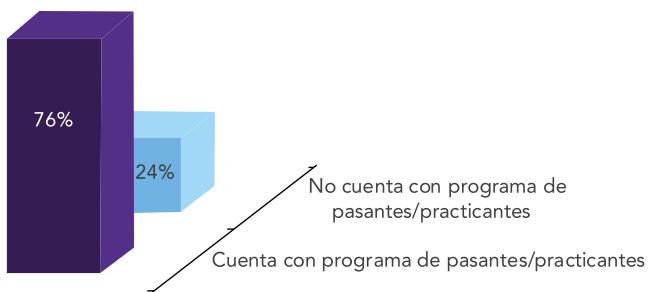 76%
24%
No cuenta con programa de
pasantes/practicantes
Cuenta con programa de pasantes/practicantes